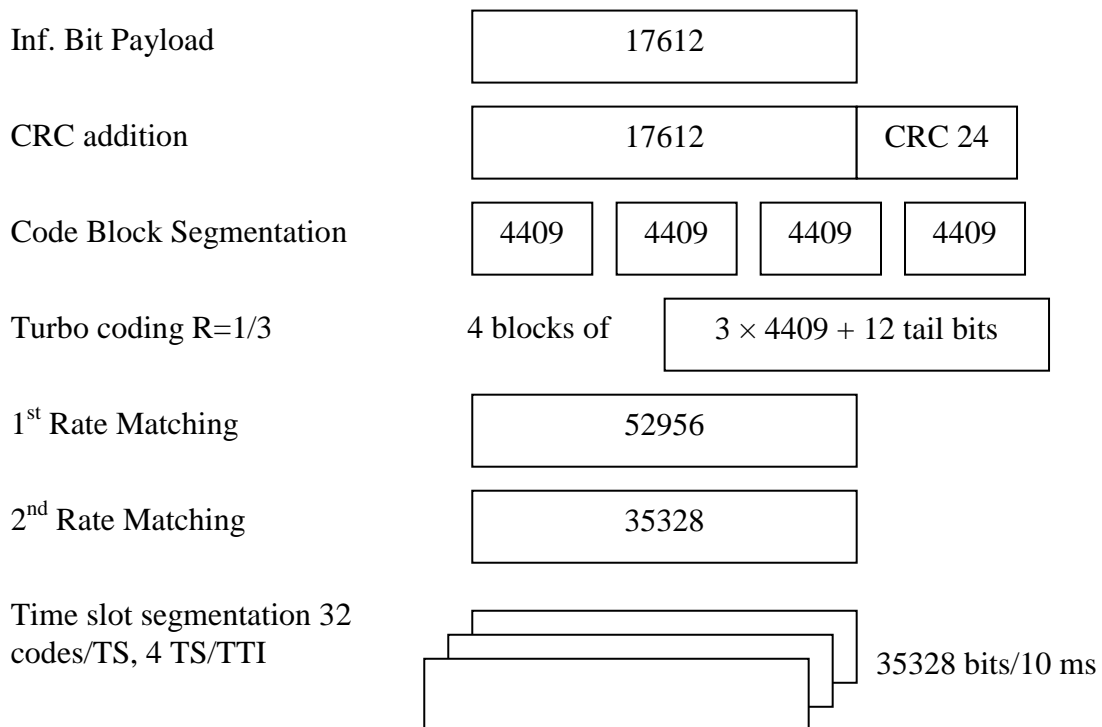 Inf. Bit Payload
17612
CRC addition
17612
CRC 24
Code Block Segmentation
4409
4409
4409
4409
Turbo coding R=1/3
4 blocks of
3 × 4409 + 12 tail bits
1st Rate Matching
52956
2nd Rate Matching
35328
Time slot segmentation 32
codes/TS, 4 TS/TTI
35328 bits/10 ms